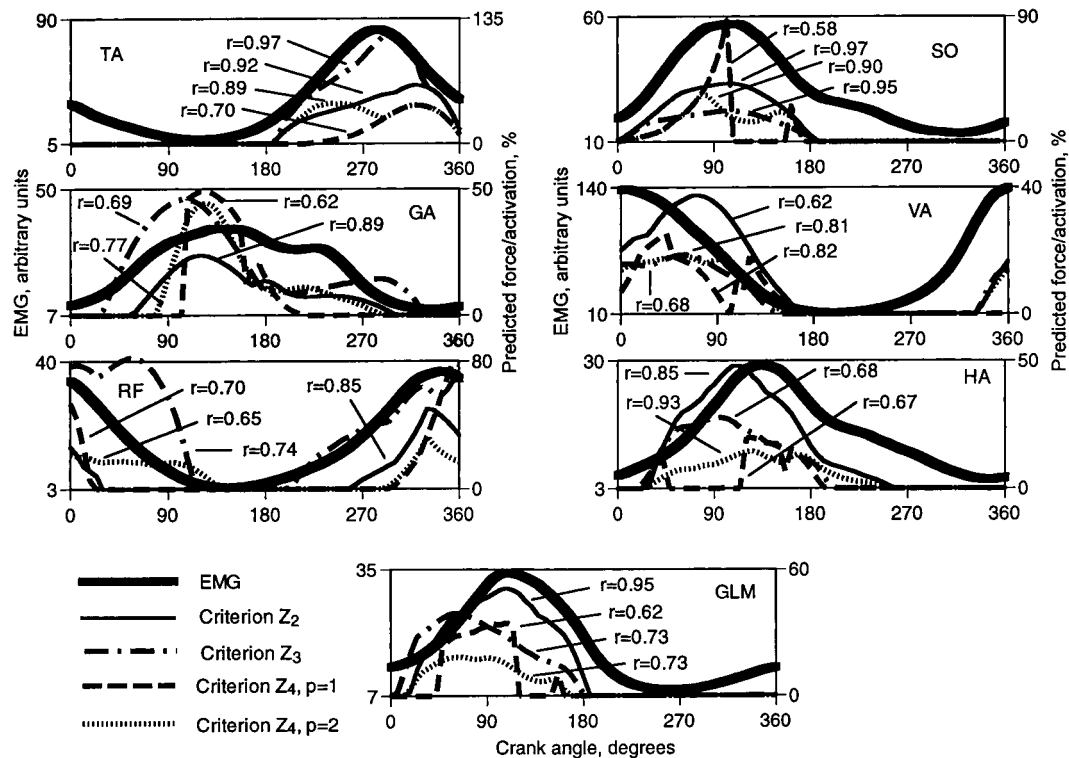 90
135
TA
r=0.97
r=0.92
r=0.89
r=0.70
5
0
0
90
180
270
360
60
90
SO
r=0.58
r=0.97
r=0.90
r=0.95
10
0
0
90
180
270
360
EMG, arbitrary units
50
50
r=0.69
r=0.62
GA
r=0.77
r=0.89
7
0
0
90
180
270
360
Predicted force/activation, %
EMG, arbitrary units
140
40
r=0.62
VA
r=0.81
r=0.82
r=0.68
10
0
0
90
180
270
360
Predicted force/activation, %
40
80
RF
r=0.70
r=0.85
r=0.65
r=0.74
3
0
0
90
180
270
360
30
50
r=0.85
r=0.68
HA
r=0.93
r=0.67
3
0
0
90
180
270
360
EMG
Criterion Z2
Criterion Z3
Criterion Z4, p=1
Criterion Z4, p=2
35
60
GLM
r=0.95
r=0.62
r=0.73
r=0.73
7
0
0
90
180
270
360
Crank angle, degrees